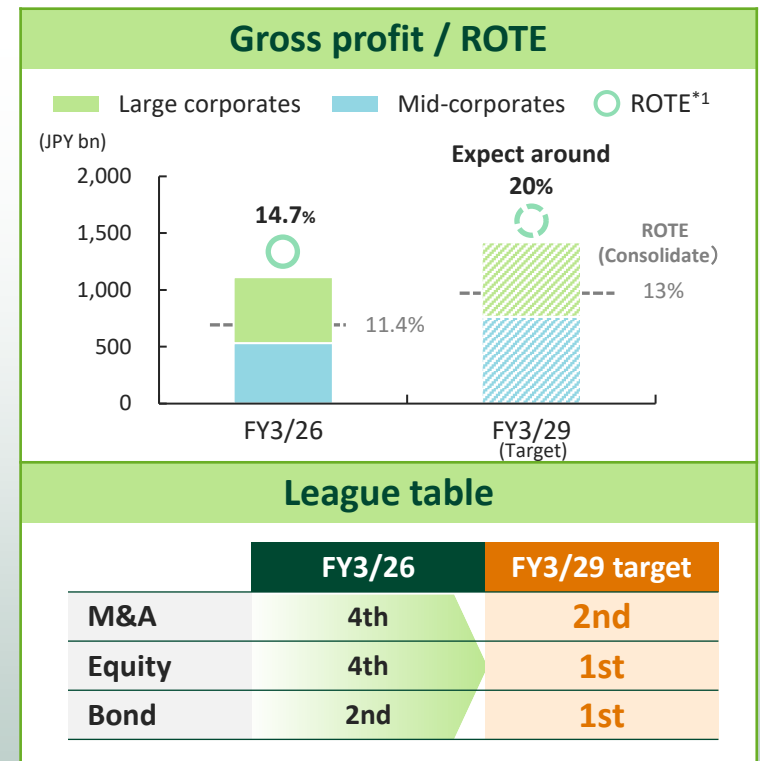 Gross profit / ROTE
Large corporates Mid-corporates ROTE*1
(JPY bn)
Expect around
20%
2,000
14.7%
1,500
ROTE
(Consolidate)
1,000
13%
11.4%
500
0
FY3/26 FY3/29
(Target)
League table
FY3/26 FY3/29 target
M&A 4th 2nd
Equity 4th 1st
Bond 2nd 1st